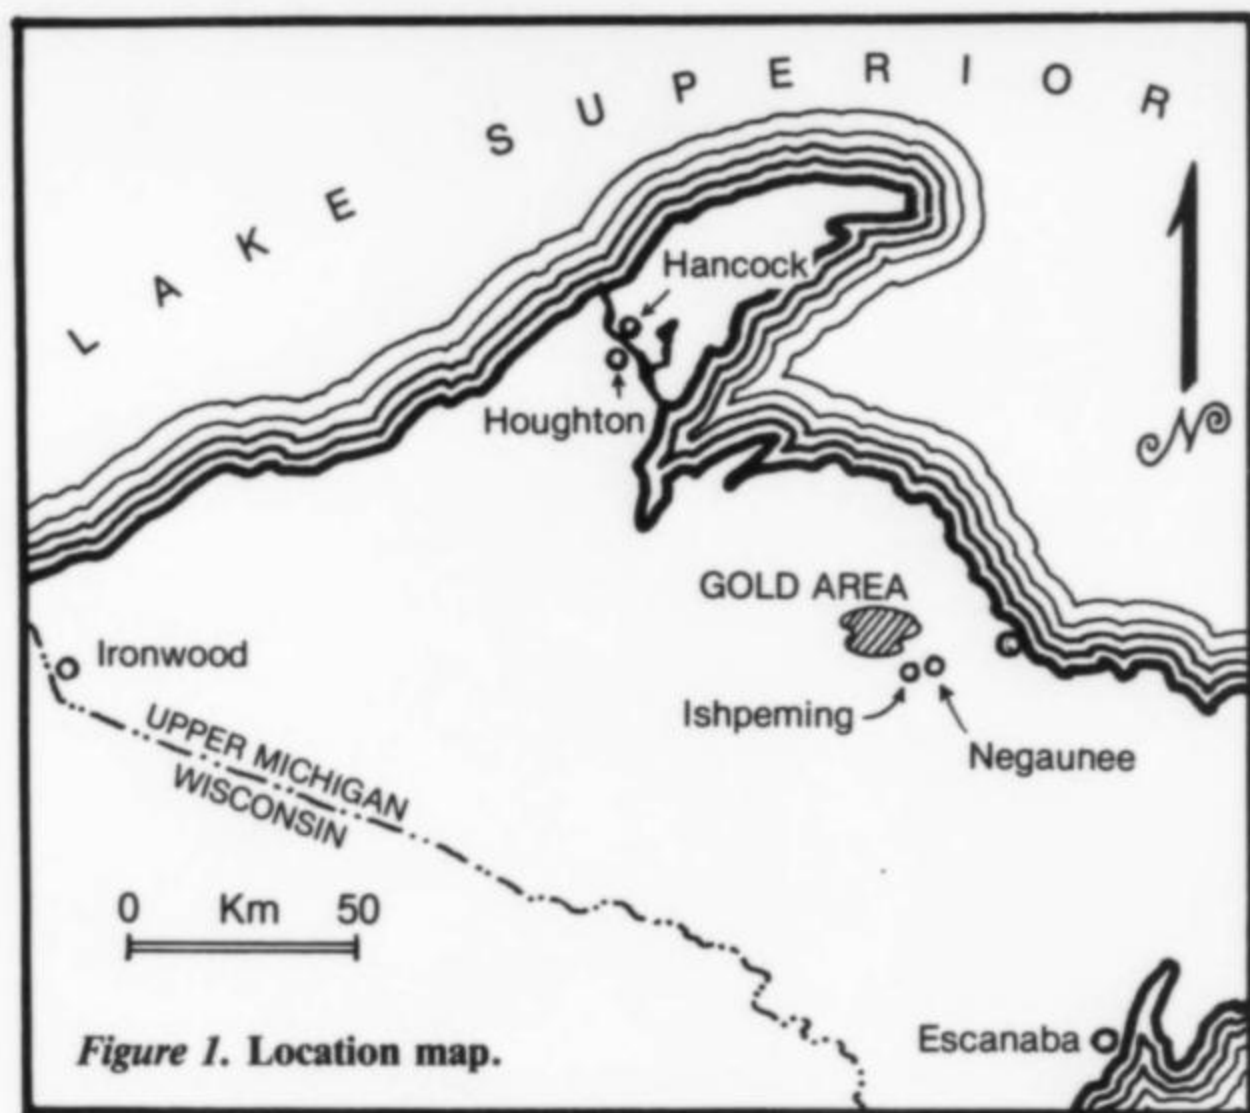 LAKE SUPERIOR
Hancock
Houghton
N
GOLD AREA
Ironwood
Ishpeming
Negaunee
UPPER MICHIGAN
WISCONSIN
0 Km 50
Escanaba
Figure 1. Location map.